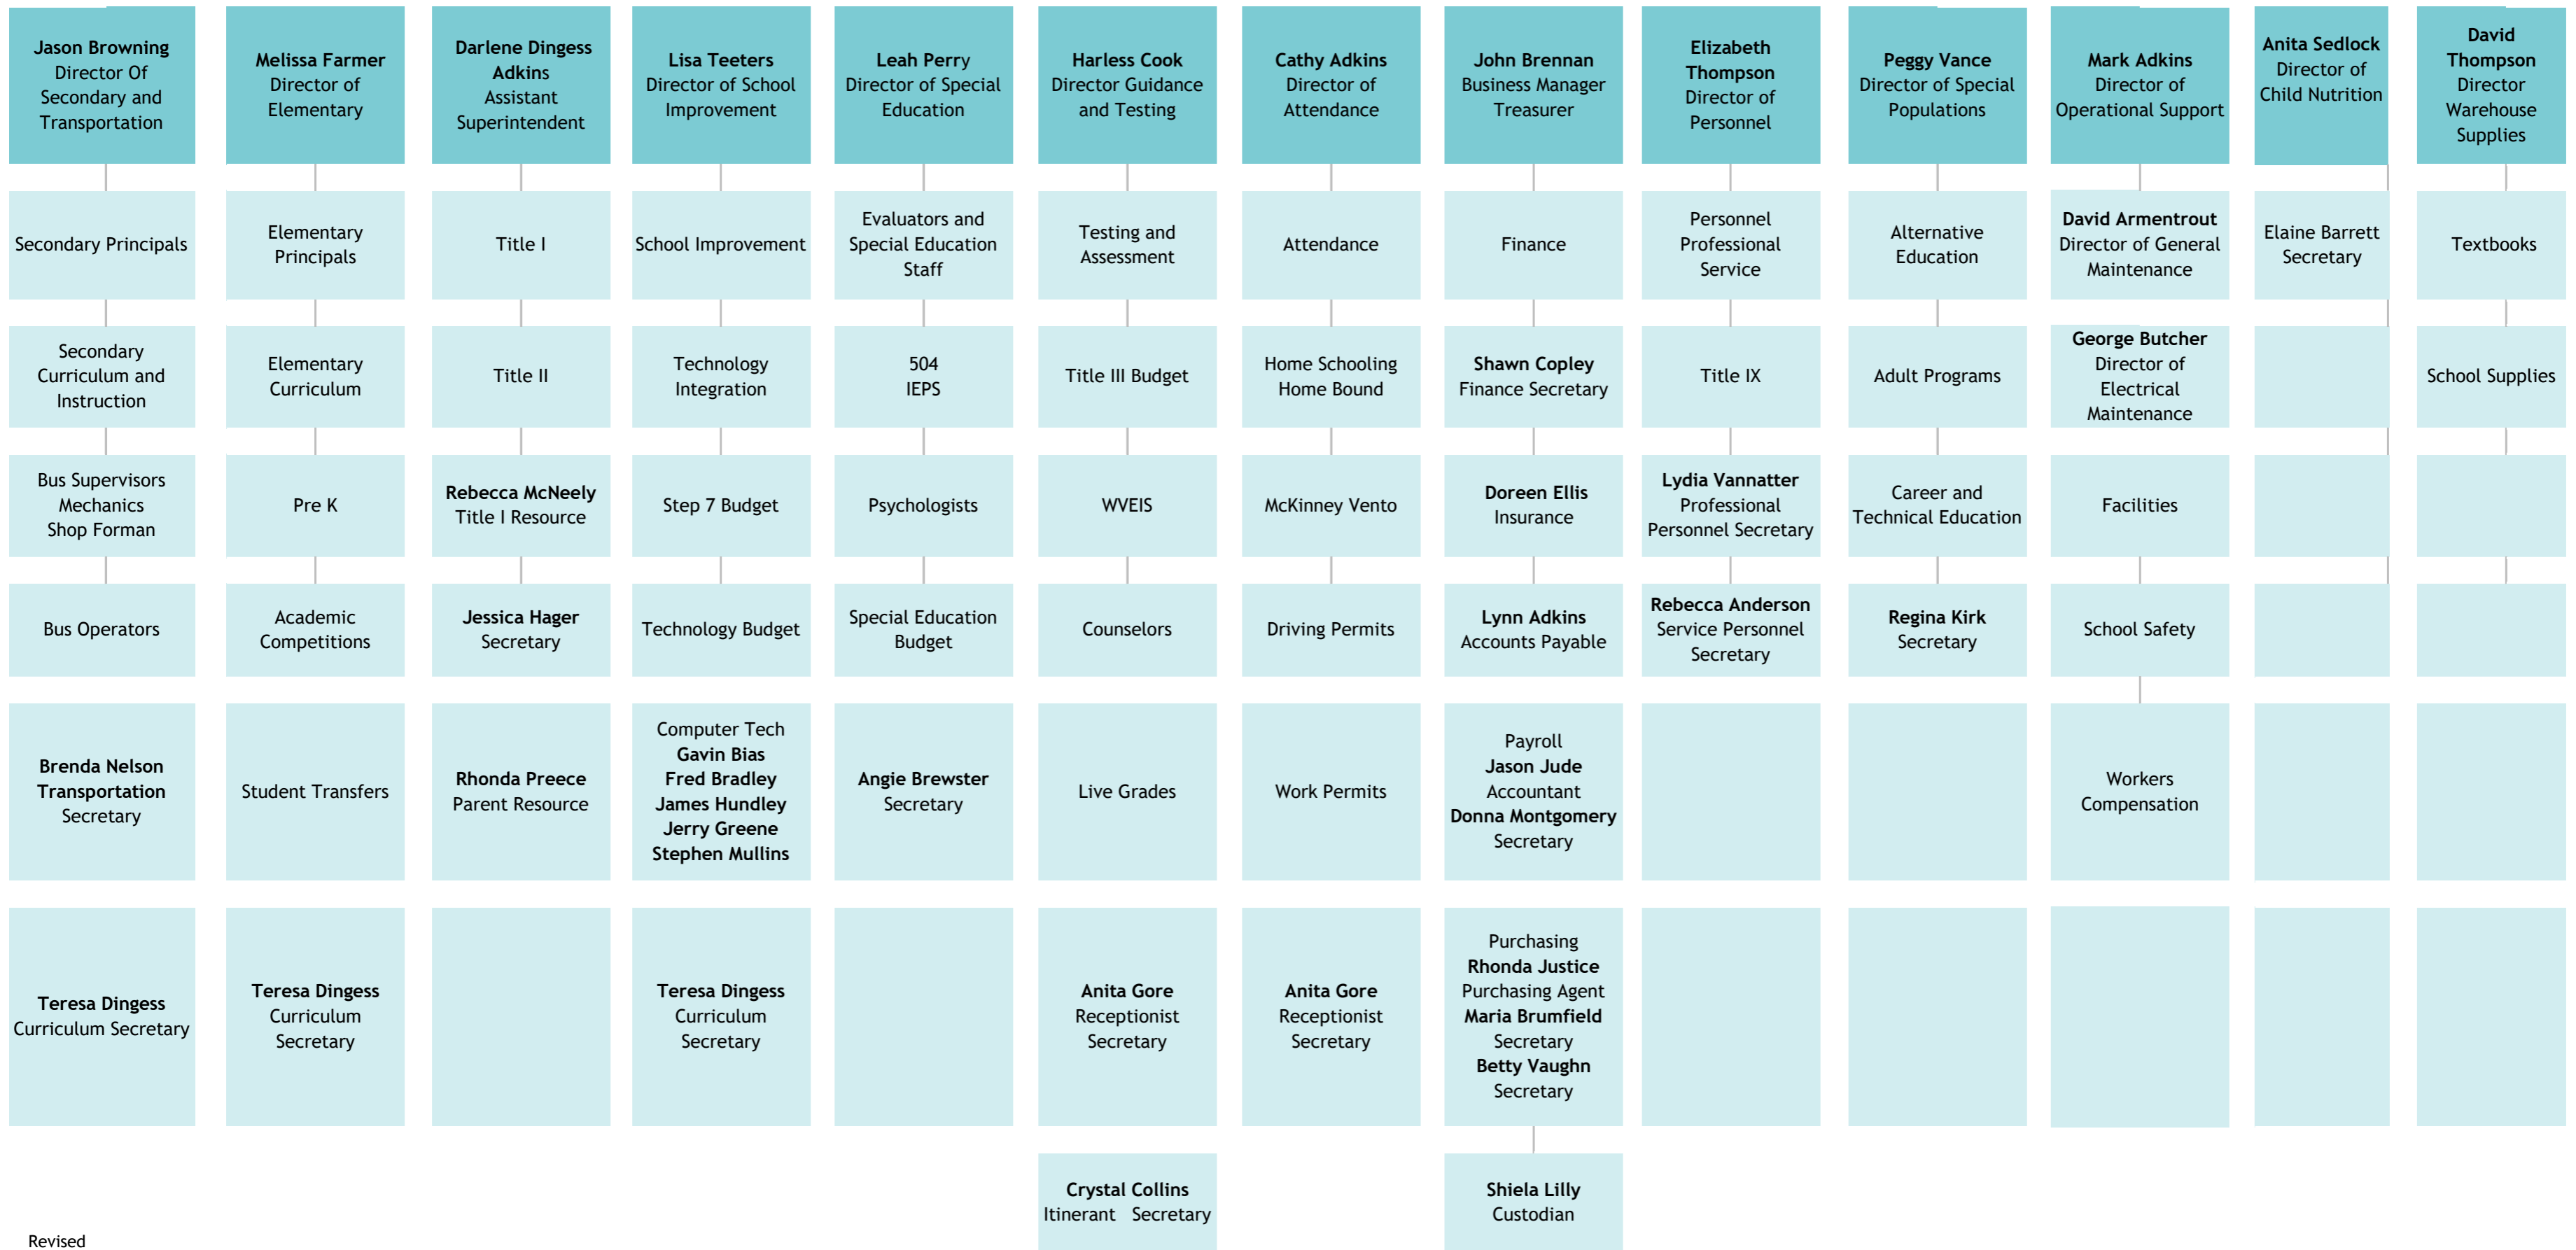 Jason Browning
Director Of
Secondary and
Transportation
Melissa Farmer
Director of
Elementary
Darlene Dingess
Adkins
Assistant
Superintendent
Lisa Teeters
Director of School
Improvement
Leah Perry
Director of Special
Education
Harless Cook
Director Guidance
and Testing
Cathy Adkins
Director of
Attendance
John Brennan
Business Manager
Treasurer
Elizabeth
Thompson
Director of
Personnel
Peggy Vance
Director of Special
Populations
Mark Adkins
Director of
Operational Support
Anita Sedlock
Director of
Child Nutrition
David
Thompson
Director
Warehouse
Supplies
Secondary Principals
Elementary
Principals
Title I
School Improvement
Evaluators and
Special Education
Staff
Testing and
Assessment
Attendance
Finance
Personnel
Professional
Service
Alternative
Education
David Armentrout
Director of General
Maintenance
Elaine Barrett
Secretary
Textbooks
Secondary
Curriculum and
Instruction
Elementary
Curriculum
Title II
Technology
Integration
504
IEPS
Title III Budget
Home Schooling
Home Bound
Shawn Copley
Finance Secretary
Title IX
Adult Programs
George Butcher
Director of
Electrical
Maintenance
School Supplies
Bus Supervisors
Mechanics
Shop Forman
Pre K
Rebecca McNeely
Title I Resource
Step 7 Budget
Psychologists
WVEIS
McKinney Vento
Doreen Ellis
Insurance
Lydia Vannatter
Professional
Personnel Secretary
Career and
Technical Education
Facilities
Bus Operators
Academic
Competitions
Jessica Hager
Secretary
Technology Budget
Special Education
Budget
Counselors
Driving Permits
Lynn Adkins
Accounts Payable
Rebecca Anderson
Service Personnel
Secretary
Regina Kirk
Secretary
School Safety
Brenda Nelson
Transportation
Secretary
Student Transfers
Rhonda Preece
Parent Resource
Computer Tech
Gavin Bias
Fred Bradley
James Hundley
Jerry Greene
Stephen Mullins
Angie Brewster
Secretary
Live Grades
Work Permits
Payroll
Jason Jude
Accountant
Donna Montgomery
Secretary
Workers
Compensation
Teresa Dingess
Curriculum Secretary
Teresa Dingess
Curriculum
Secretary
Teresa Dingess
Curriculum
Secretary
Anita Gore
Receptionist
Secretary
Anita Gore
Receptionist
Secretary
Purchasing
Rhonda Justice
Purchasing Agent
Maria Brumfield
Secretary
Betty Vaughn
Secretary
Crystal Collins
Itinerant Secretary
Shiela Lilly
Custodian
Revised